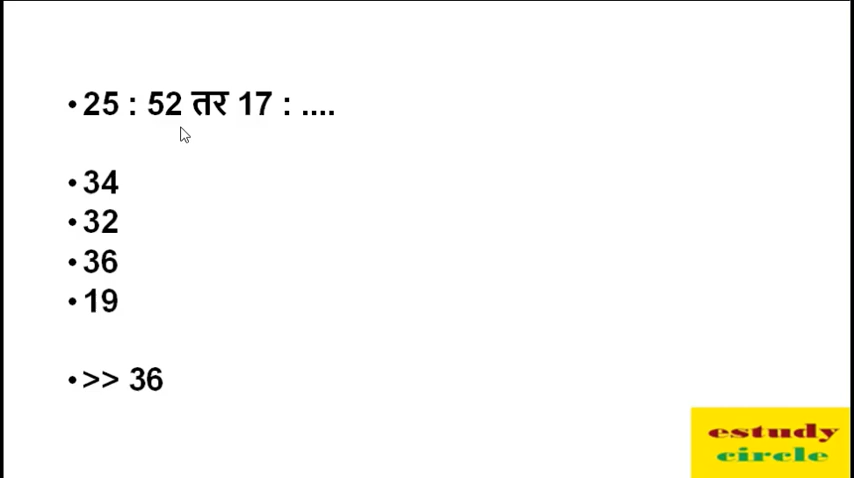 • 25 : 52 तर 17 : ....
• 34
• 32
• 36
• 19
• >> 36
estudy
circle